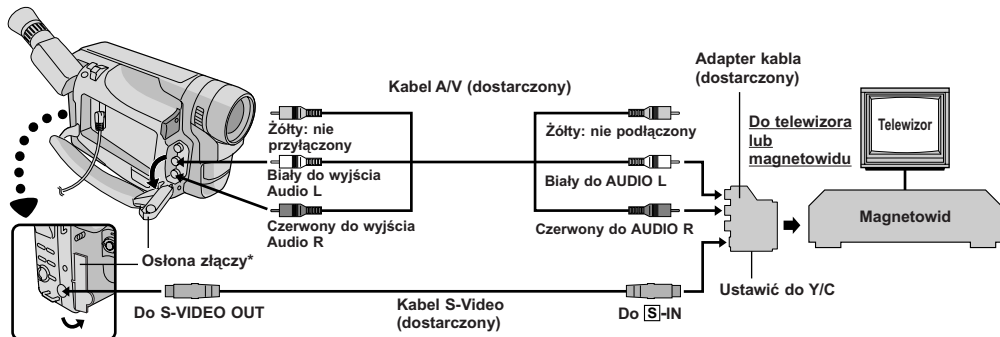 Kabel A/V (dostarczony)
Żółty: nie
przyłączony
Biały do wyjścia
Audio L
Czerwony do wyjścia
Audio R
Osłona złączy*
Żółty: nie podłączony
Biały do AUDIO L
Czerwony do AUDIO R
Adapter kabla
(dostarczony)
Do telewizora
lub
magnetowidu
Telewizor
Magnetowid
Ustawić do Y/C
Do S-VIDEO OUT
Kabel S-Video
(dostarczony)
Do S-IN